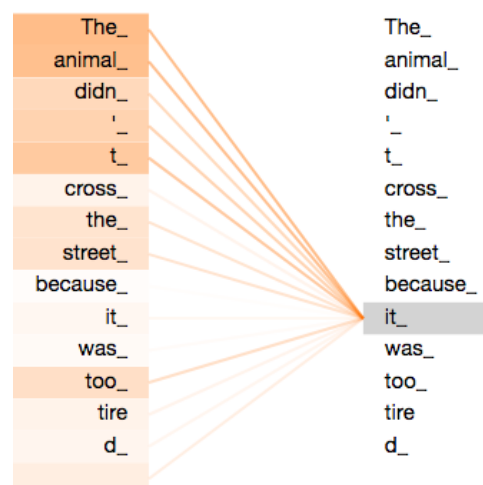 The_ The_
animal_ animal_
didn_ didn_
'_ '_
t_ t_
cross_ cross_
the_ the_
street_ street_
because_ because_
it_ it_
was_ was_
too_ too_
tire tire
d_ d_